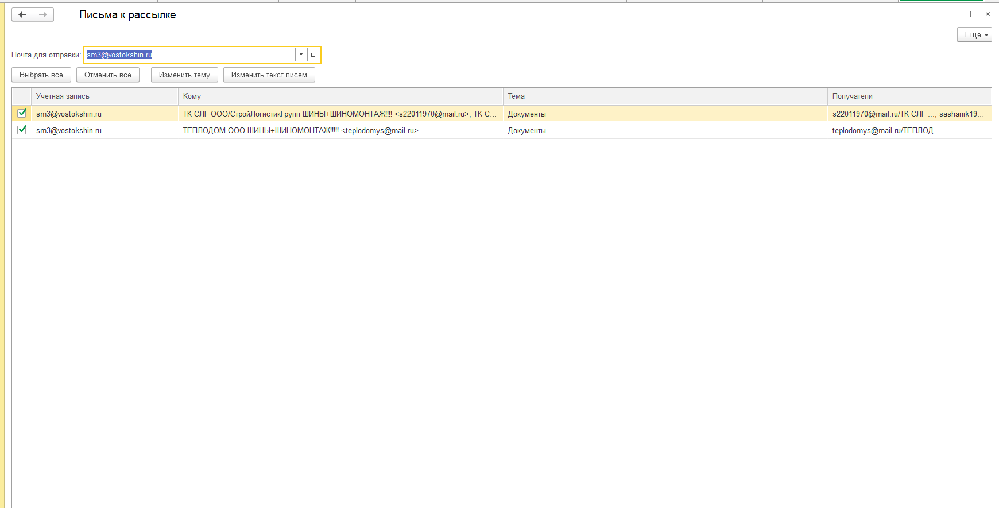 Письма к рассылке
Еще
Почта для отправки: sm3@vostokshin.ru
Выбрать все Отменить все Изменить тему Изменить текст писем
Учетная запись Кому Тема Получатели
sm3@vostokshin.ru ТК СЛГ ООО/СтройЛогистикГрупп ШИНЫ+ШИНОМОНТАЖ!!!! <s22011970@mail.ru>, ТК С... Документы s22011970@mail.ru/ТК СЛГ ...; sashanik19...
sm3@vostokshin.ru ТЕПЛОДОМ ООО ШИНЫ+ШИНОМОНТАЖ!!!!! <teplodomys@mail.ru> Документы teplodomys@mail.ru/ТЕПЛОД...